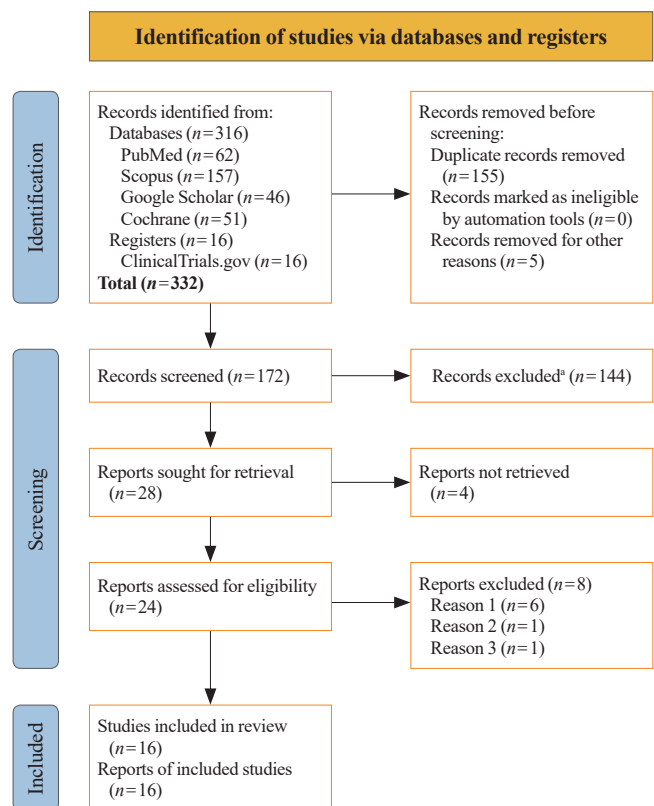 Identification of studies via databases and registers
Identification
Records identified from:
Databases (n=316)
PubMed (n=62)
Scopus (n=157)
Google Scholar (n=46)
Cochrane (n=51)
Registers (n=16)
ClinicalTrials.gov (n=16)
Total (n=332)
Records removed before
screening:
Duplicate records removed
(n=155)
Records marked as ineligible
by automation tools (n=0)
Records removed for other
reasons (n=5)
Screening
Records screened (n=172)
Records excludedᵃ (n=144)
Reports sought for retrieval
(n=28)
Reports not retrieved
(n=4)
Reports assessed for eligibility
(n=24)
Reports excluded (n=8)
Reason 1 (n=6)
Reason 2 (n=1)
Reason 3 (n=1)
Included
Studies included in review
(n=16)
Reports of included studies
(n=16)